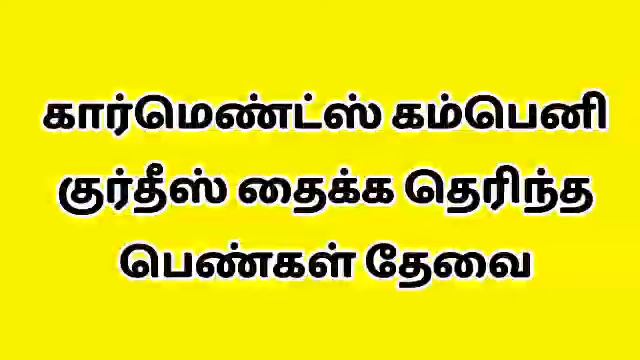 கார்மெண்ட்ஸ் கம்பெனி
குர்தீஸ் தைக்க தெரிந்த
பெண்கள் தேவை